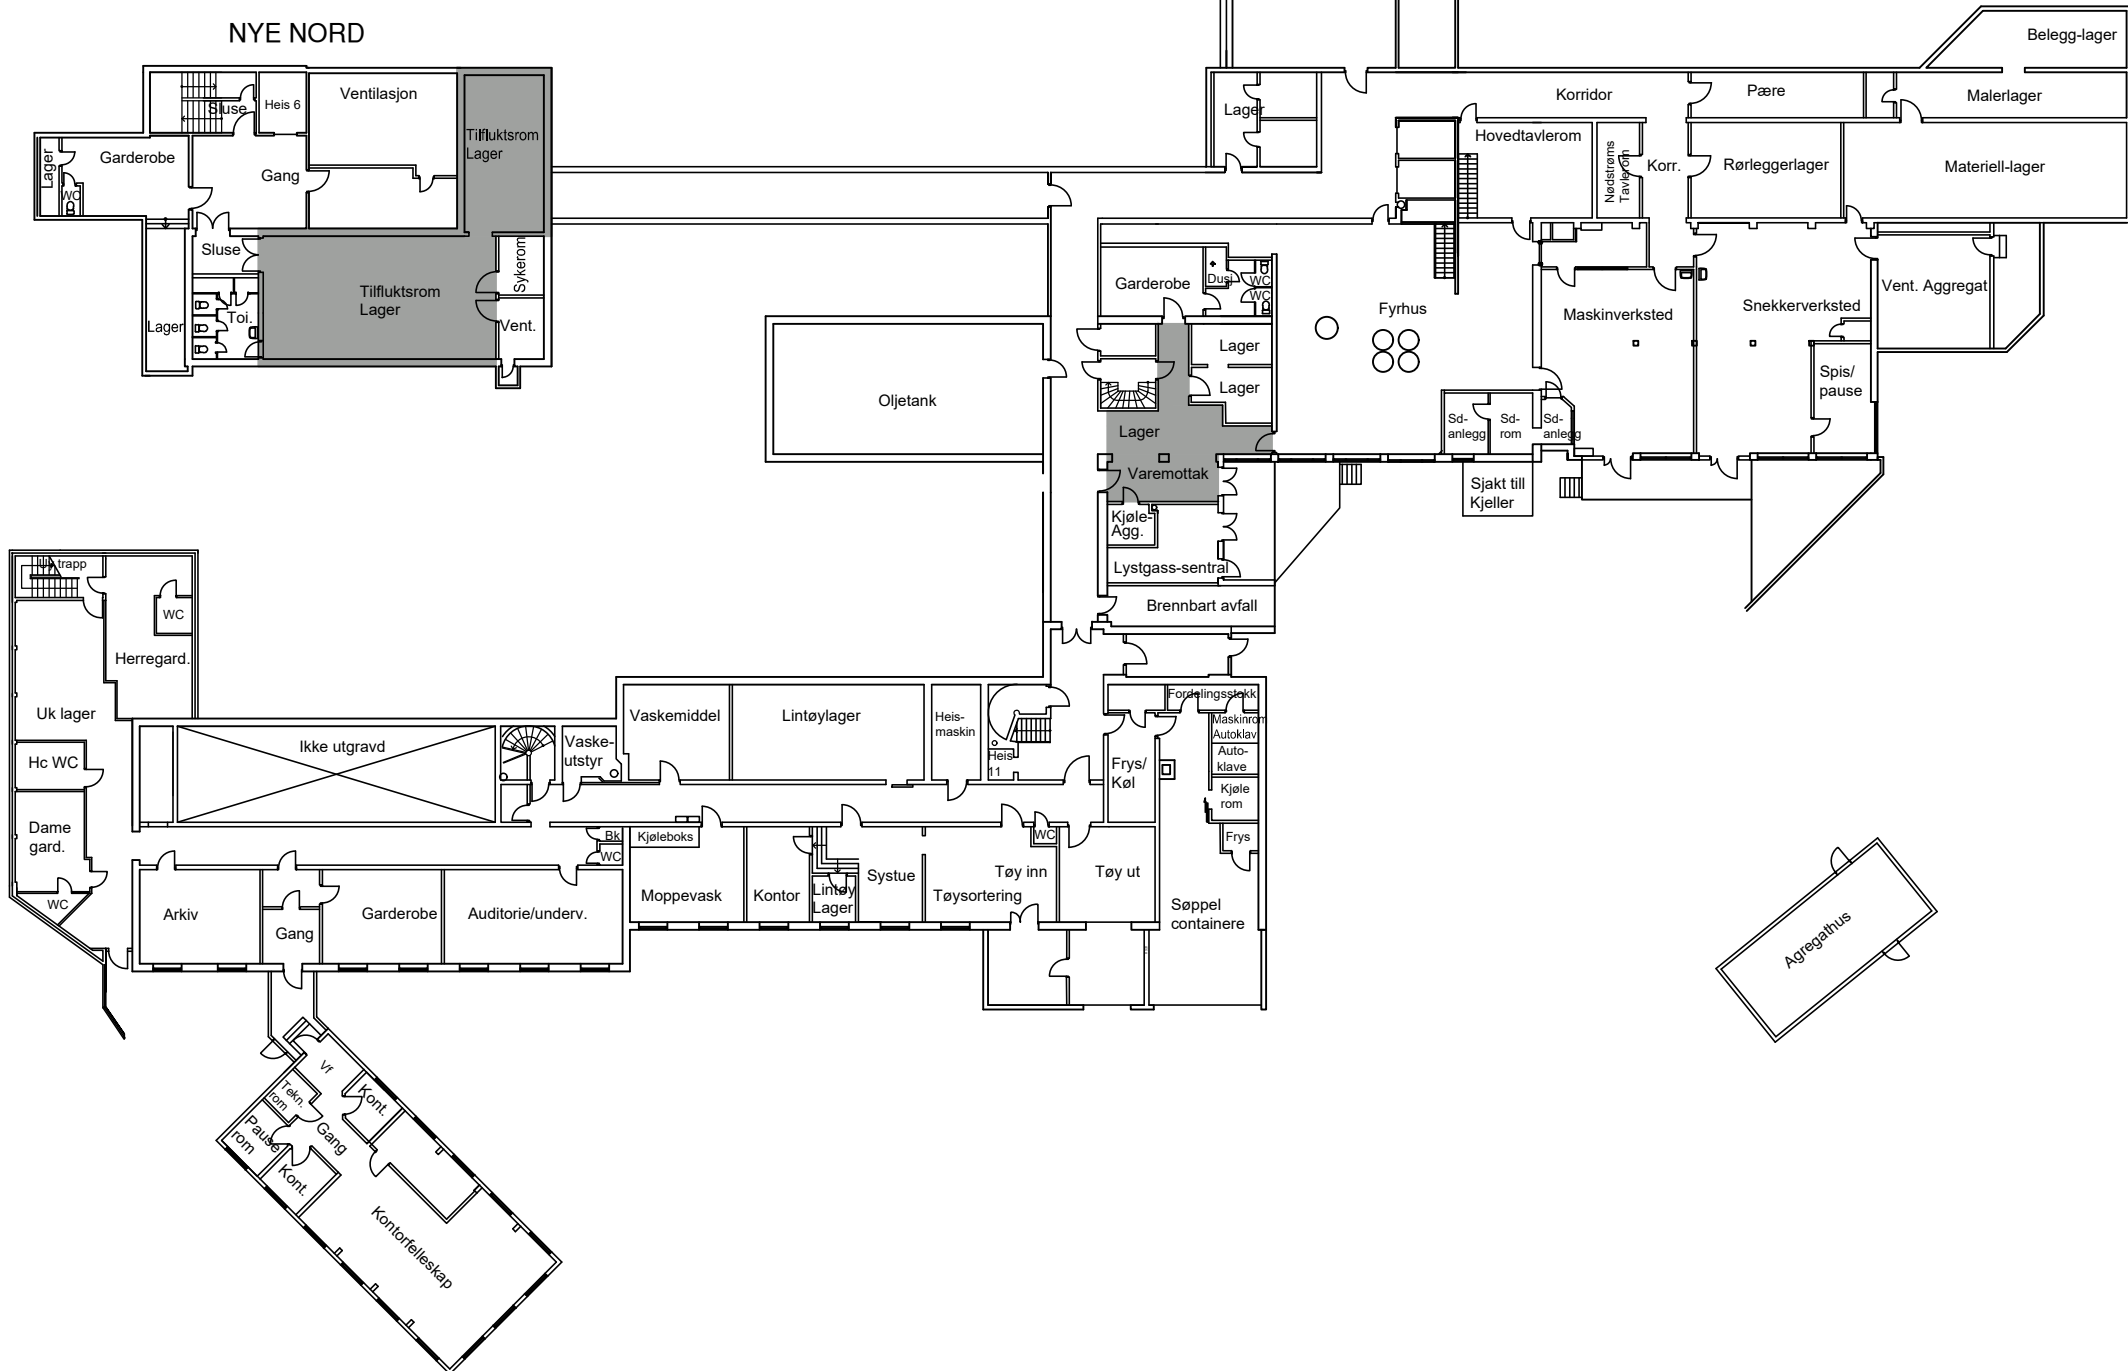 NYE NORD
Belegg-lager
Sluse
Heis 6
Ventilasjon
Tilfluktsrom
Lager
Lager
Garderobe
WC
Gang
Sluse
Lager
Toi.
Tilfluktsrom
Lager
Sykerom
Vent.
Lager
Korridor
Pære
Malerlager
Hovedtavlerom
Nødstrøms
Tavlerom
Korr.
Rørleggerlager
Materiell-lager
Garderobe
Dusj
WC
WC
Fyrhus
Maskinverksted
Snekkerverksted
Vent. Aggregat
Lager
Lager
Spis/
pause
Oljetank
Lager
Sd-
anlegg
Sd-
rom
Sd-
anlegg
Varemottak
Sjakt till
Kjeller
Kjøle-
Agg.
Lystgass-sentral
Brennbart avfall
trapp
WC
Herregard.
Uk lager
Hc WC
Dame
gard.
WC
Ikke utgravd
Vaske-
utstyr
Vaskemiddel
Lintøylager
Heis-
maskin
Heis
11
Fordelingsstokk
Maskinrom
Autoklav
Auto-
klave
Frys/
Køl
Kjøle
rom
Frys
Bk
WC
Kjøleboks
WC
Arkiv
Gang
Garderobe
Auditorie/underv.
Moppevask
Kontor
Lintøy
Lager
Systue
Tøy inn
Tøysortering
Tøy ut
Søppel
containere
Agregathus
Vf
Tekn.
rom
Kont.
Pause
rom
Gang
Kont.
Kontorfelleskap